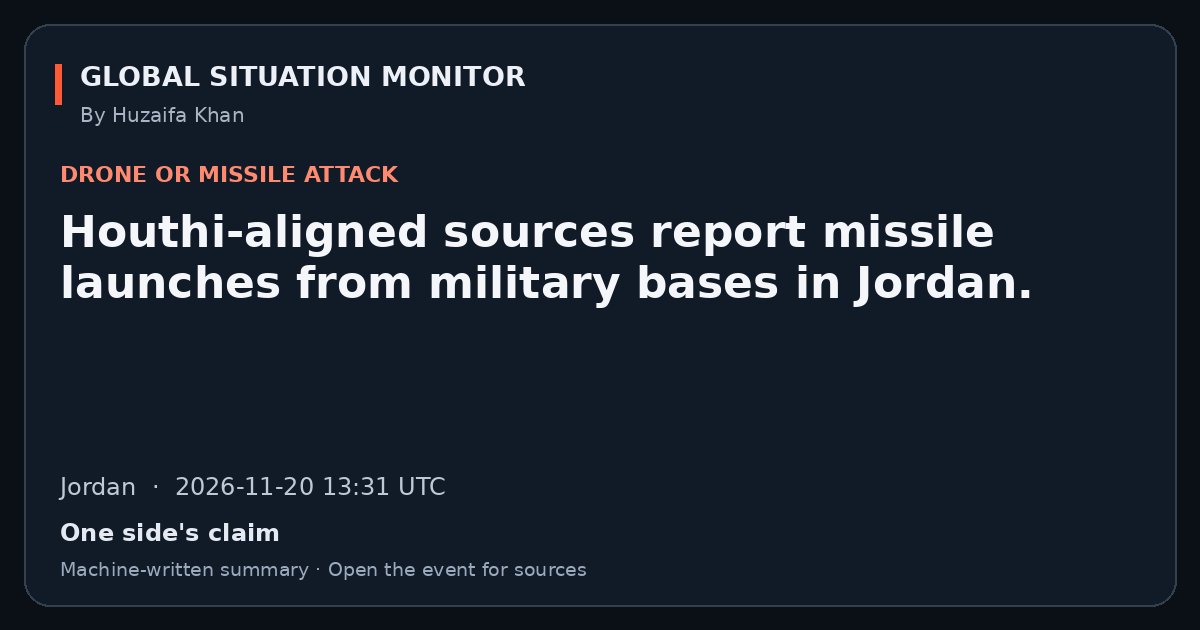 GLOBAL SITUATION MONITOR
By Huzaifa Khan
DRONE OR MISSILE ATTACK
Houthi-aligned sources report missile
launches from military bases in Jordan.
Jordan · 2026-11-20 13:31 UTC
One side's claim
Machine-written summary · Open the event for sources